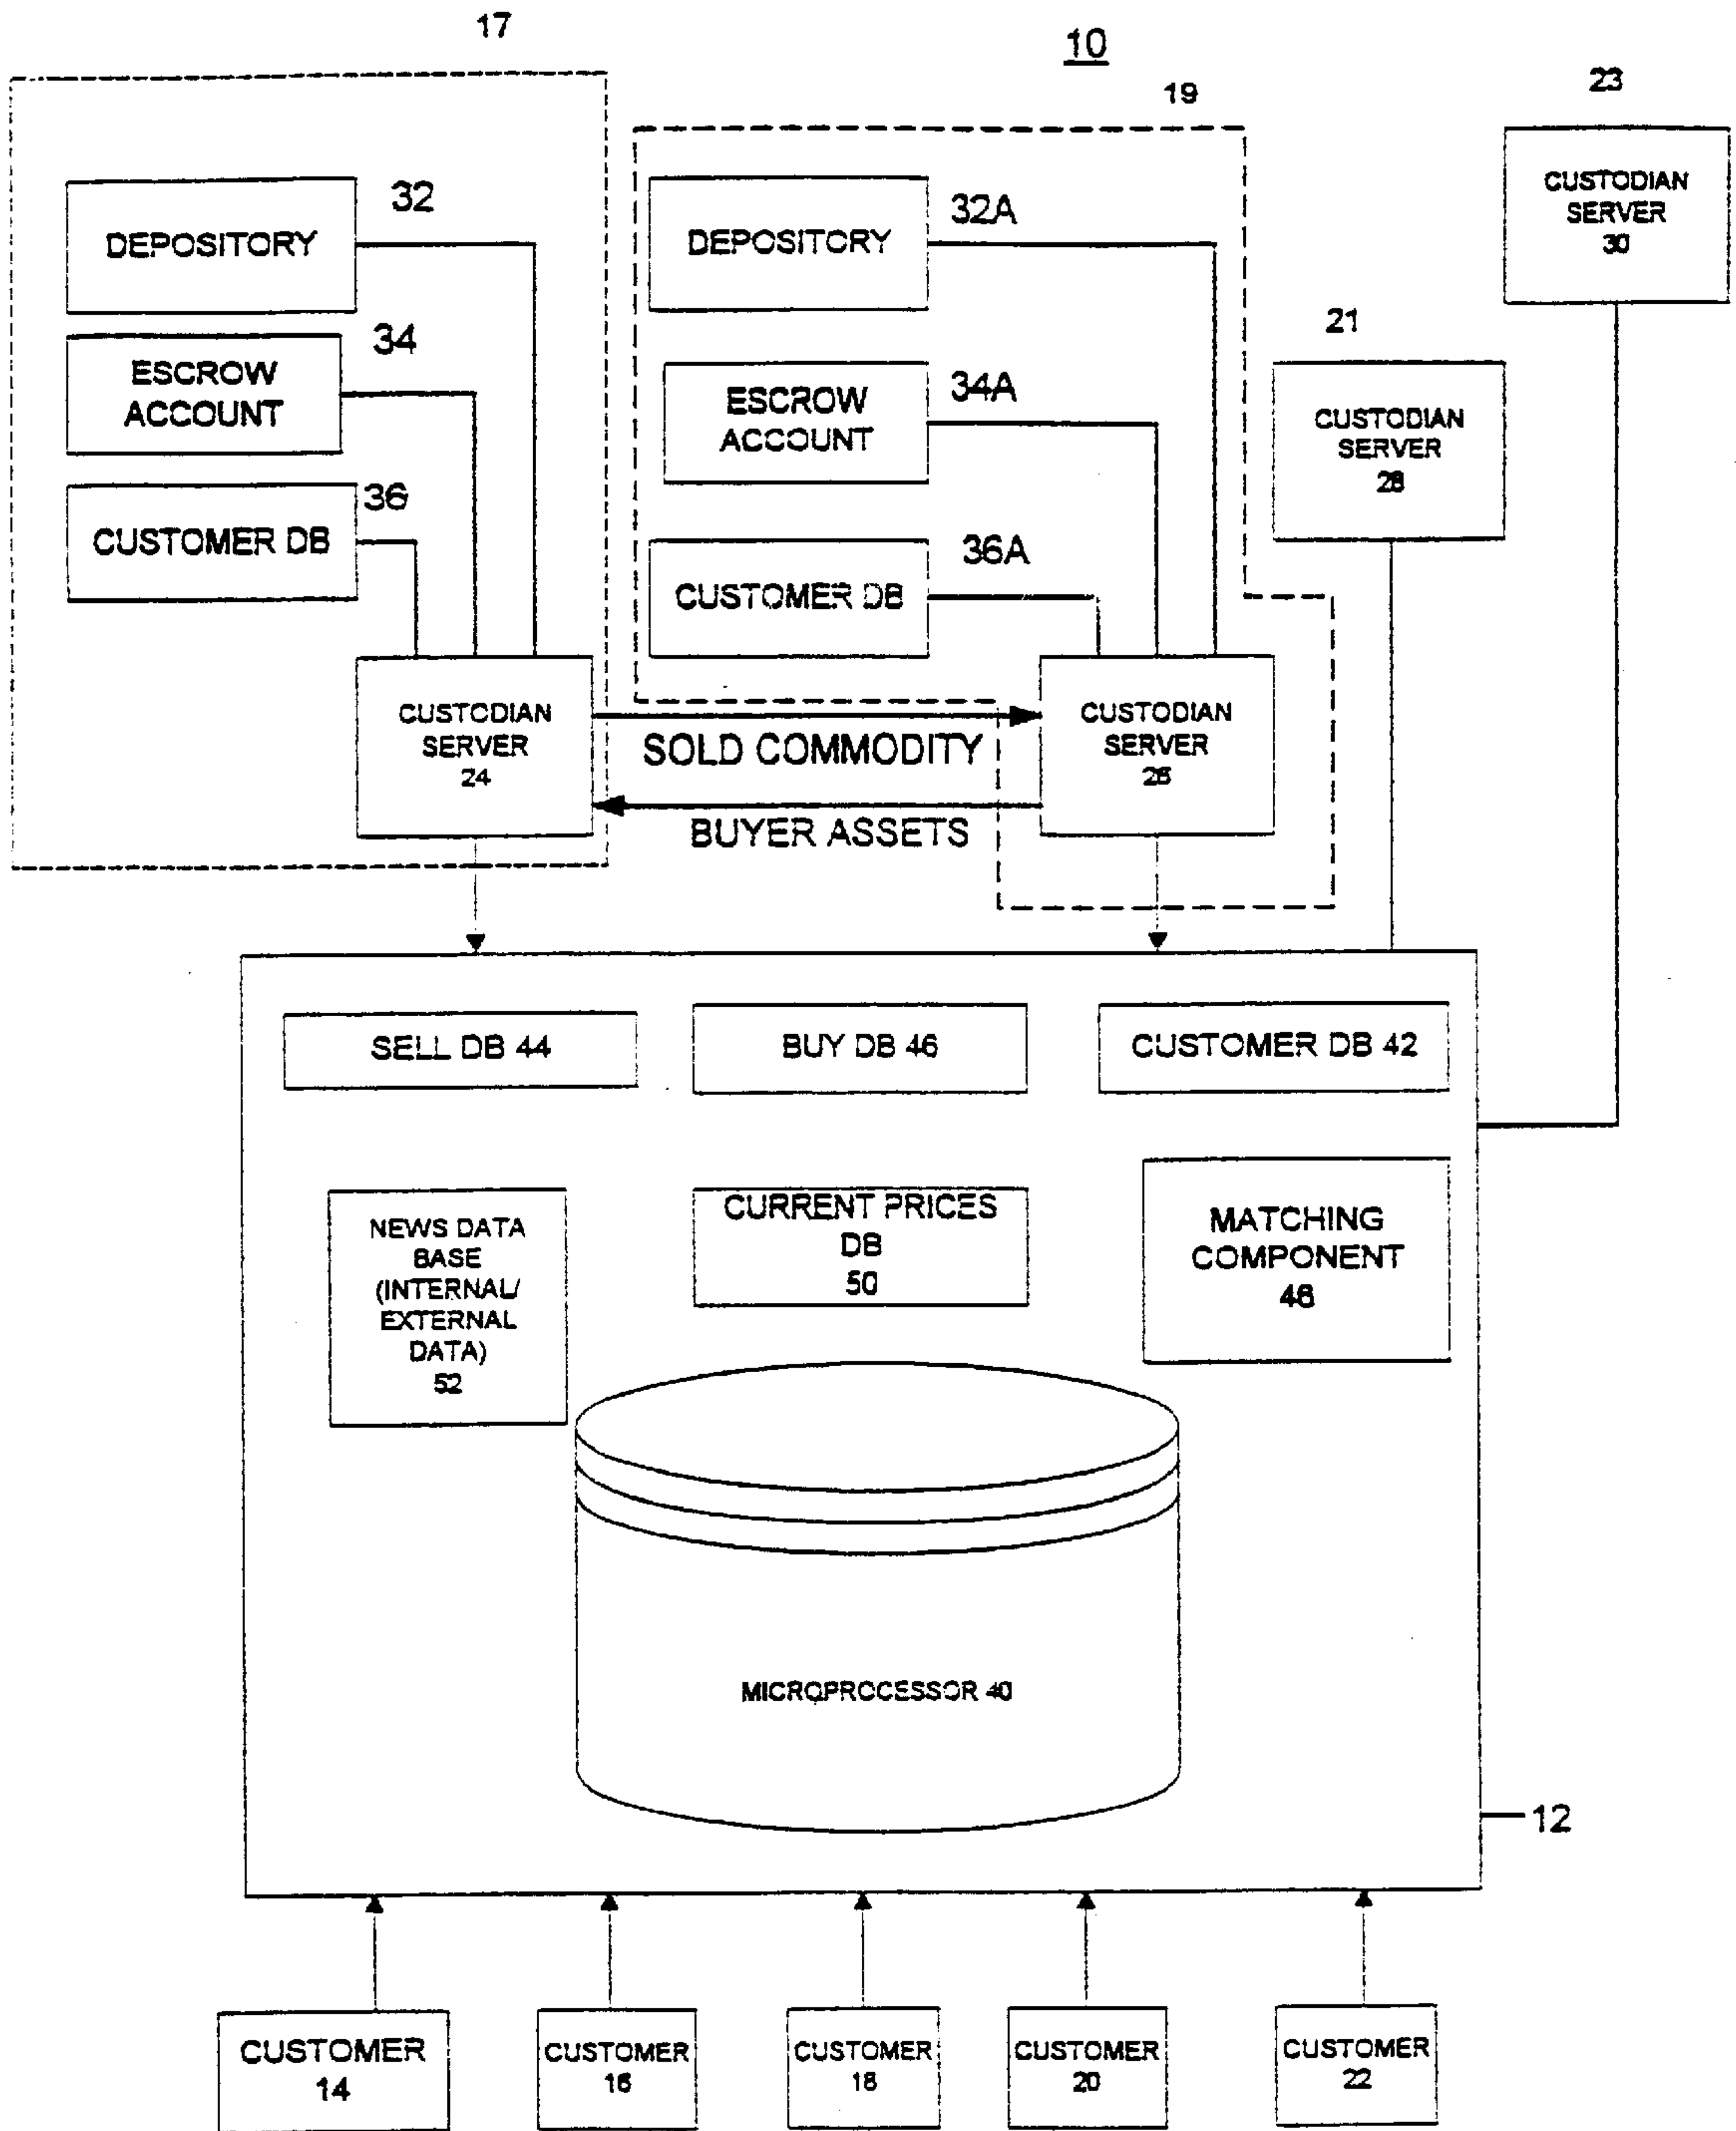 17
10
19
23
CUSTODIAN
SERVER
30
32
DEPOSITORY
32A
DEPOSITORY
21
CUSTODIAN
SERVER
28
34
ESCROW
ACCOUNT
34A
ESCROW
ACCOUNT
36
CUSTOMER DB
36A
CUSTOMER DB
CUSTODIAN
SERVER
24
SOLD COMMODITY
BUYER ASSETS
CUSTODIAN
SERVER
26
SELL DB 44
BUY DB 46
CUSTOMER DB 42
NEWS DATA
BASE
(INTERNAL/
EXTERNAL
DATA)
52
CURRENT PRICES
DB
50
MATCHING
COMPONENT
48
MICROPROCESSOR 40
12
CUSTOMER
14
CUSTOMER
16
CUSTOMER
18
CUSTOMER
20
CUSTOMER
22